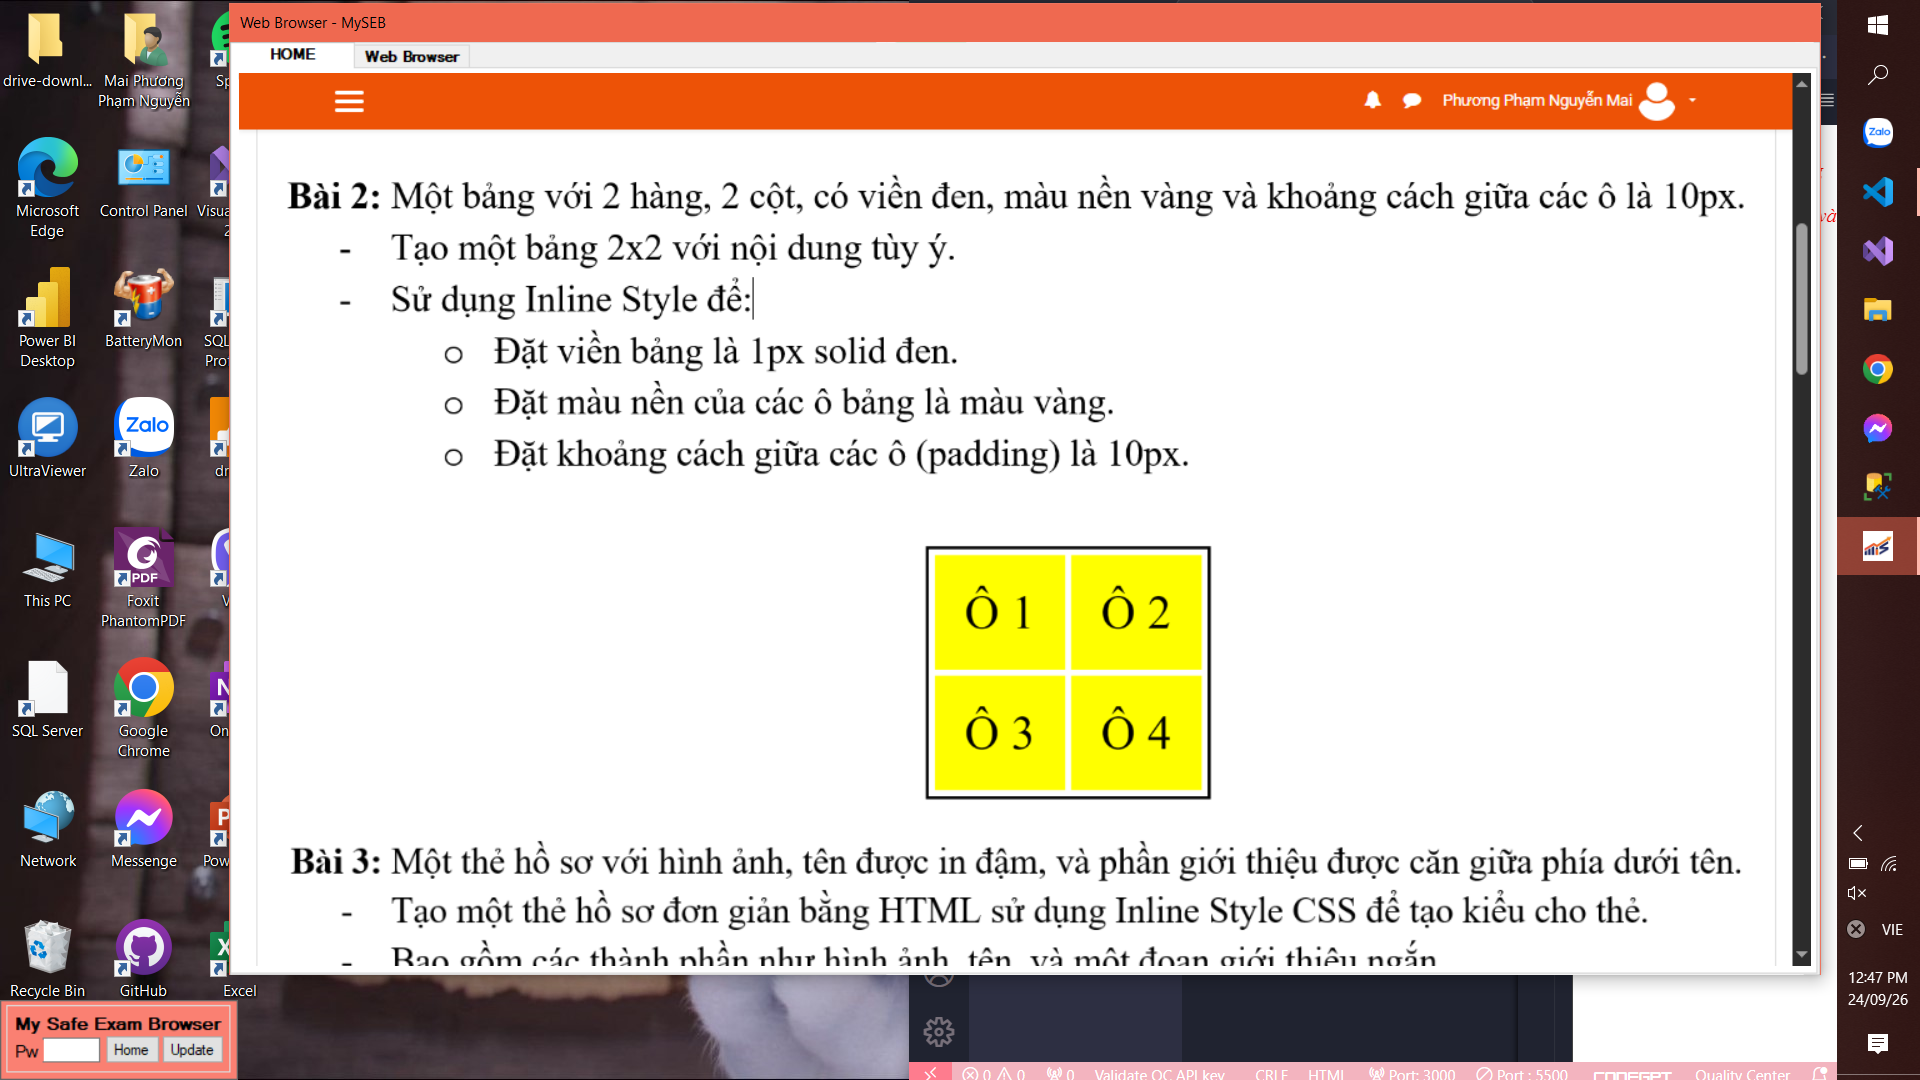 Web Browser - MySEB
HOME
Web Browser
Phương Phạm Nguyễn Mai
Bài 2: Một bảng với 2 hàng, 2 cột, có viền đen, màu nền vàng và khoảng cách giữa các ô là 10px.
- Tạo một bảng 2x2 với nội dung tùy ý.
- Sử dụng Inline Style để:
o Đặt viền bảng là 1px solid đen.
o Đặt màu nền của các ô bảng là màu vàng.
o Đặt khoảng cách giữa các ô (padding) là 10px.
Ô 1 Ô 2
Ô 3 Ô 4
Bài 3: Một thẻ hồ sơ với hình ảnh, tên được in đậm, và phần giới thiệu được căn giữa phía dưới tên.
- Tạo một thẻ hồ sơ đơn giản bằng HTML sử dụng Inline Style CSS để tạo kiểu cho thẻ.
- Bao gồm các thành phần như hình ảnh, tên, và một đoạn giới thiệu ngắn
drive-downl...
Mai Phương
Phạm Nguyễn
Sp
Microsoft
Edge
Control Panel
Visua
2
Power BI
Desktop
BatteryMon
SQL
Pro
UltraViewer
Zalo
Zalo
dr
This PC
PDF
Foxit
PhantomPDF
V
SQL Server
Google
Chrome
On
Network
Messenge
Pow
Recycle Bin
GitHub
Excel
My Safe Exam Browser
Pw
Home
Update
Zalo
và
VIE
12:47 PM
24/09/26
0 0 0 Validate OC API key CRLF HTML Port: 3000 Port : 5500 CODEGPT Quality Center